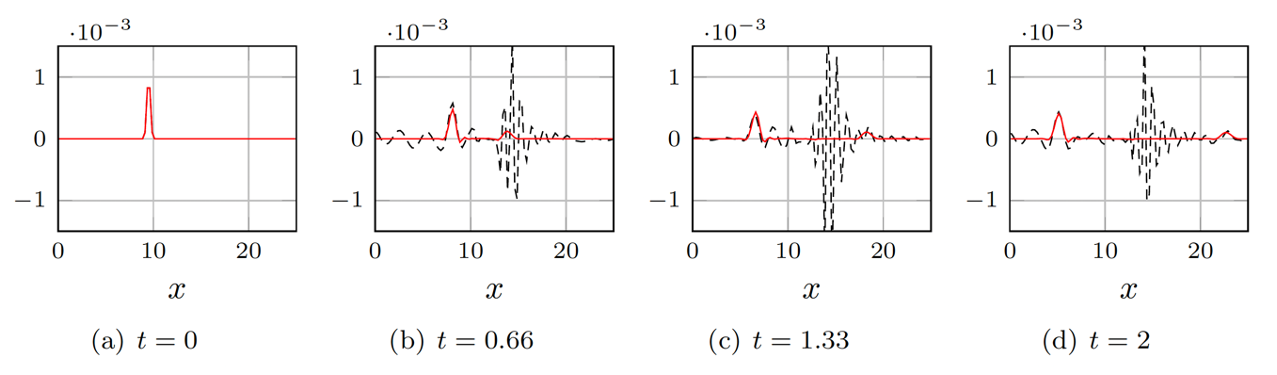 ·10⁻³ ·10⁻³ ·10⁻³ ·10⁻³
1 1 1 1
0 0 0 0
−1 −1 −1 −1
0 10 20 0 10 20 0 10 20 0 10 20
x x x x
(a) t = 0 (b) t = 0.66 (c) t = 1.33 (d) t = 2